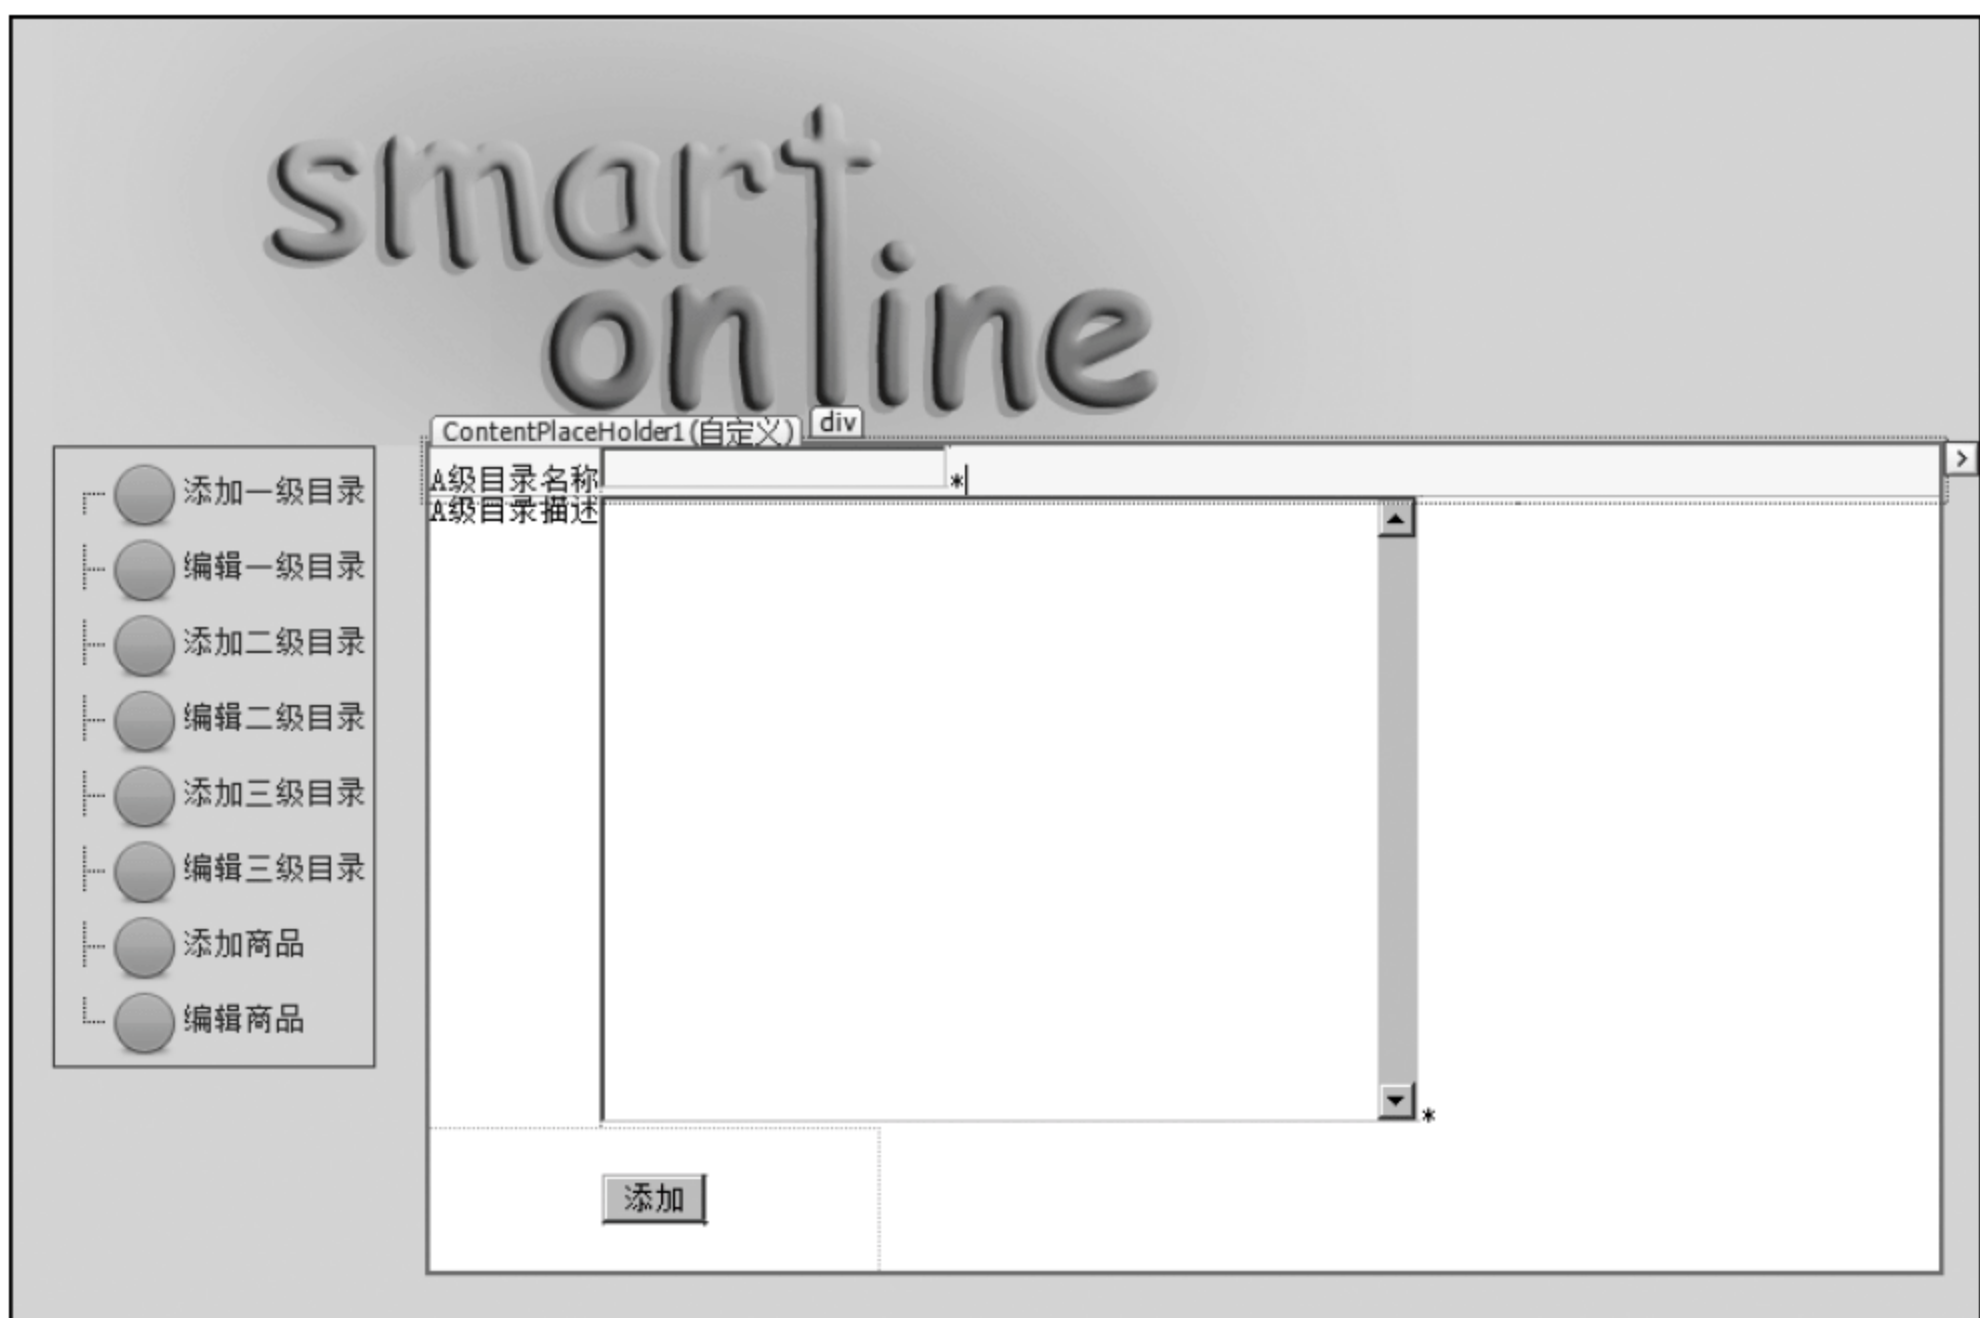 smart
online
ContentPlaceHolder1(自定义)
div
添加一级目录
编辑一级目录
添加二级目录
编辑二级目录
添加三级目录
编辑三级目录
添加商品
编辑商品
A级目录名称 *
A级目录描述 *
添加